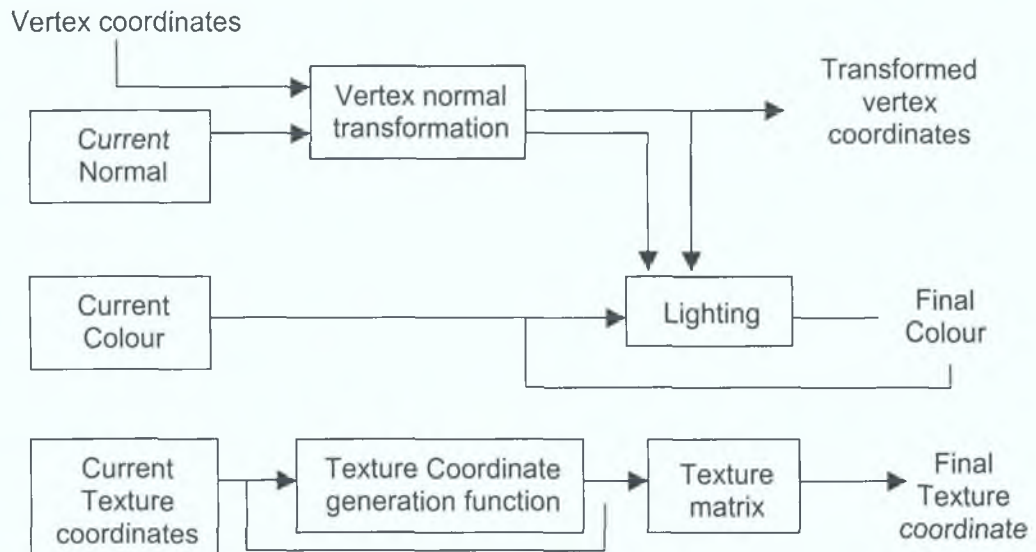 Vertex coordinates
Vertex normal
transformation
Transformed
vertex
coordinates
Current
Normal
Current
Colour
Lighting
Final
Colour
Current
Texture
coordinates
Texture Coordinate
generation function
Texture
matrix
Final
Texture
coordinate